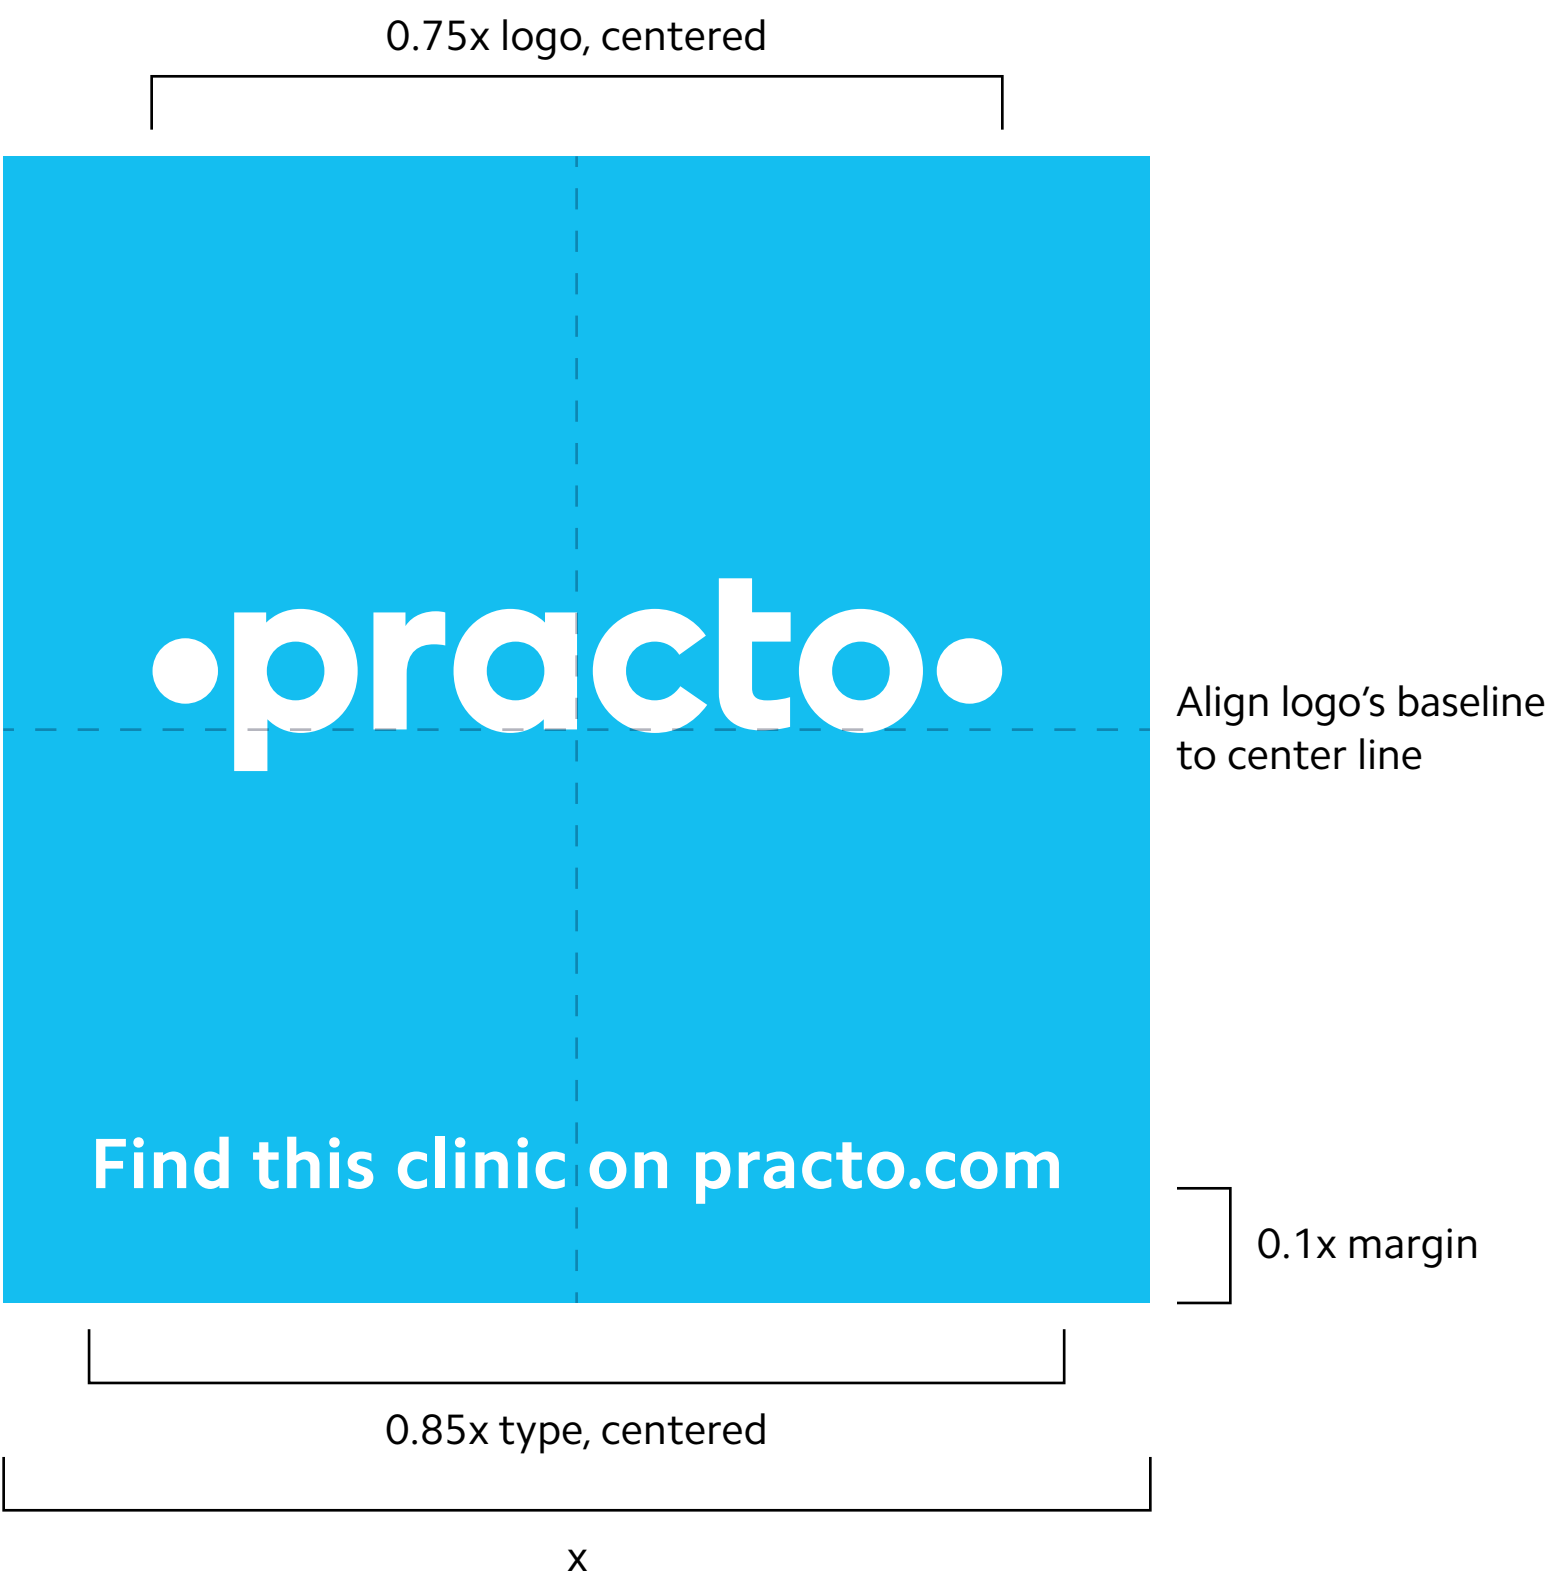 0.75x logo, centered
•practo•
Align logo’s baseline
to center line
Find this clinic on practo.com
0.1x margin
0.85x type, centered
x